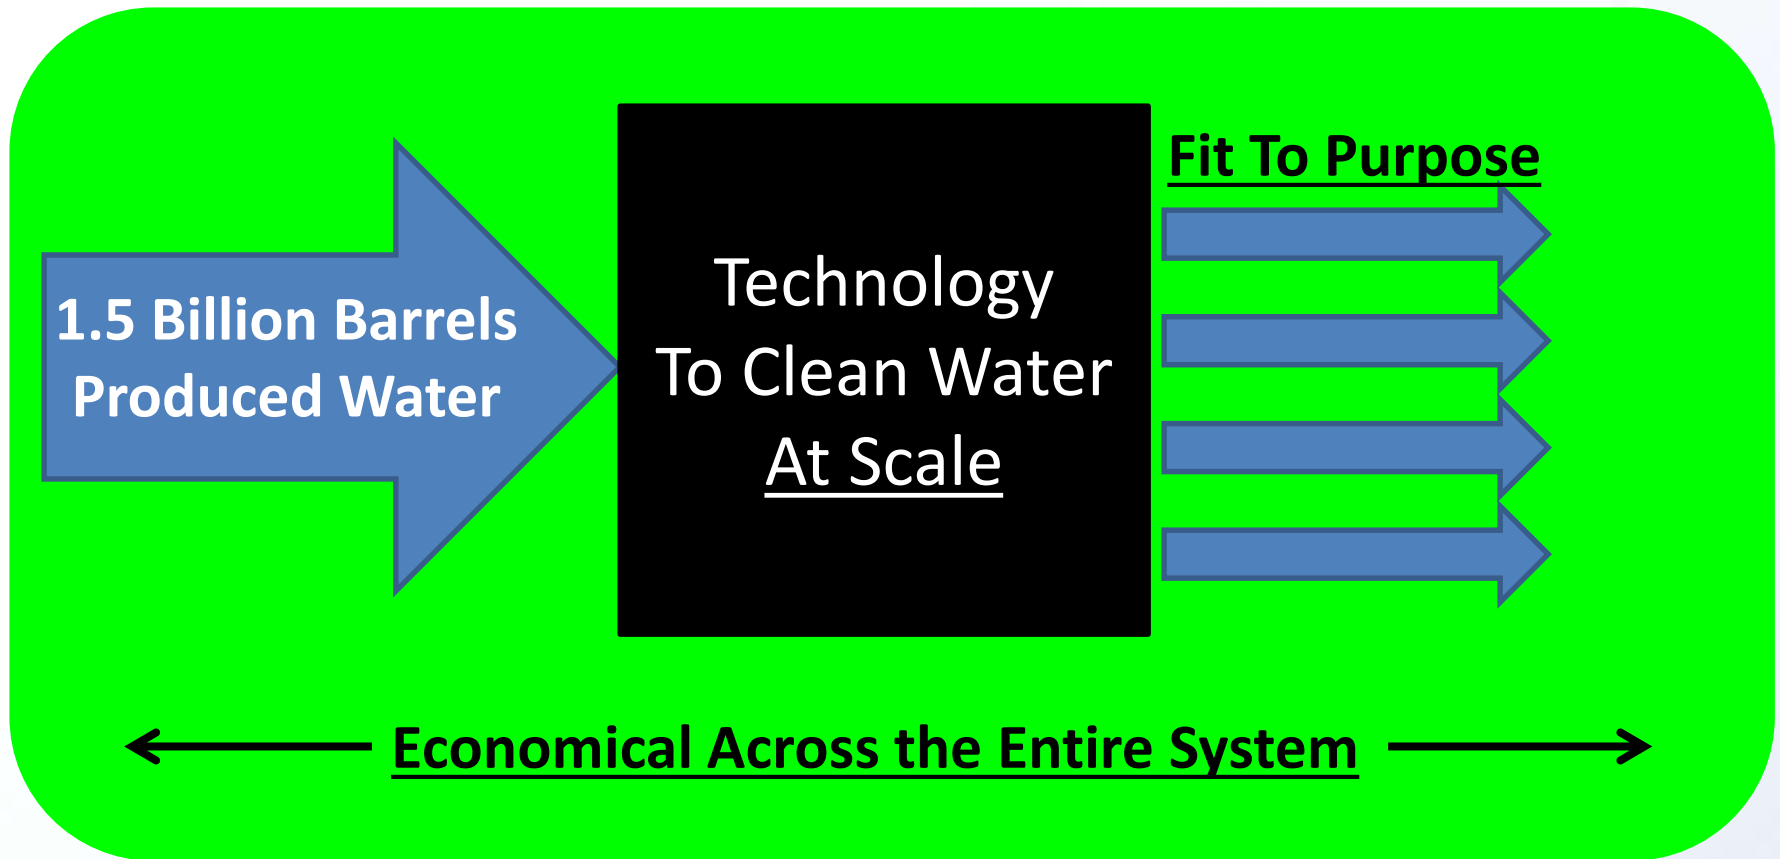 1.5 Billion Barrels
Produced Water
Technology
To Clean Water
At Scale
Fit To Purpose
Economical Across the Entire System